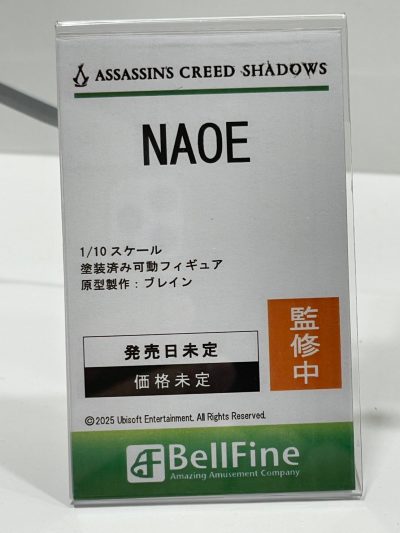 ASSASSIN'S CREED SHADOWS
NAOE
1/10 スケール
塗装済み可動フィギュア
原型製作：ブレイン
監修中
発売日未定
価格未定
©2025 Ubisoft Entertainment. All Rights Reserved.
BellFine
Amazing Amusement Company